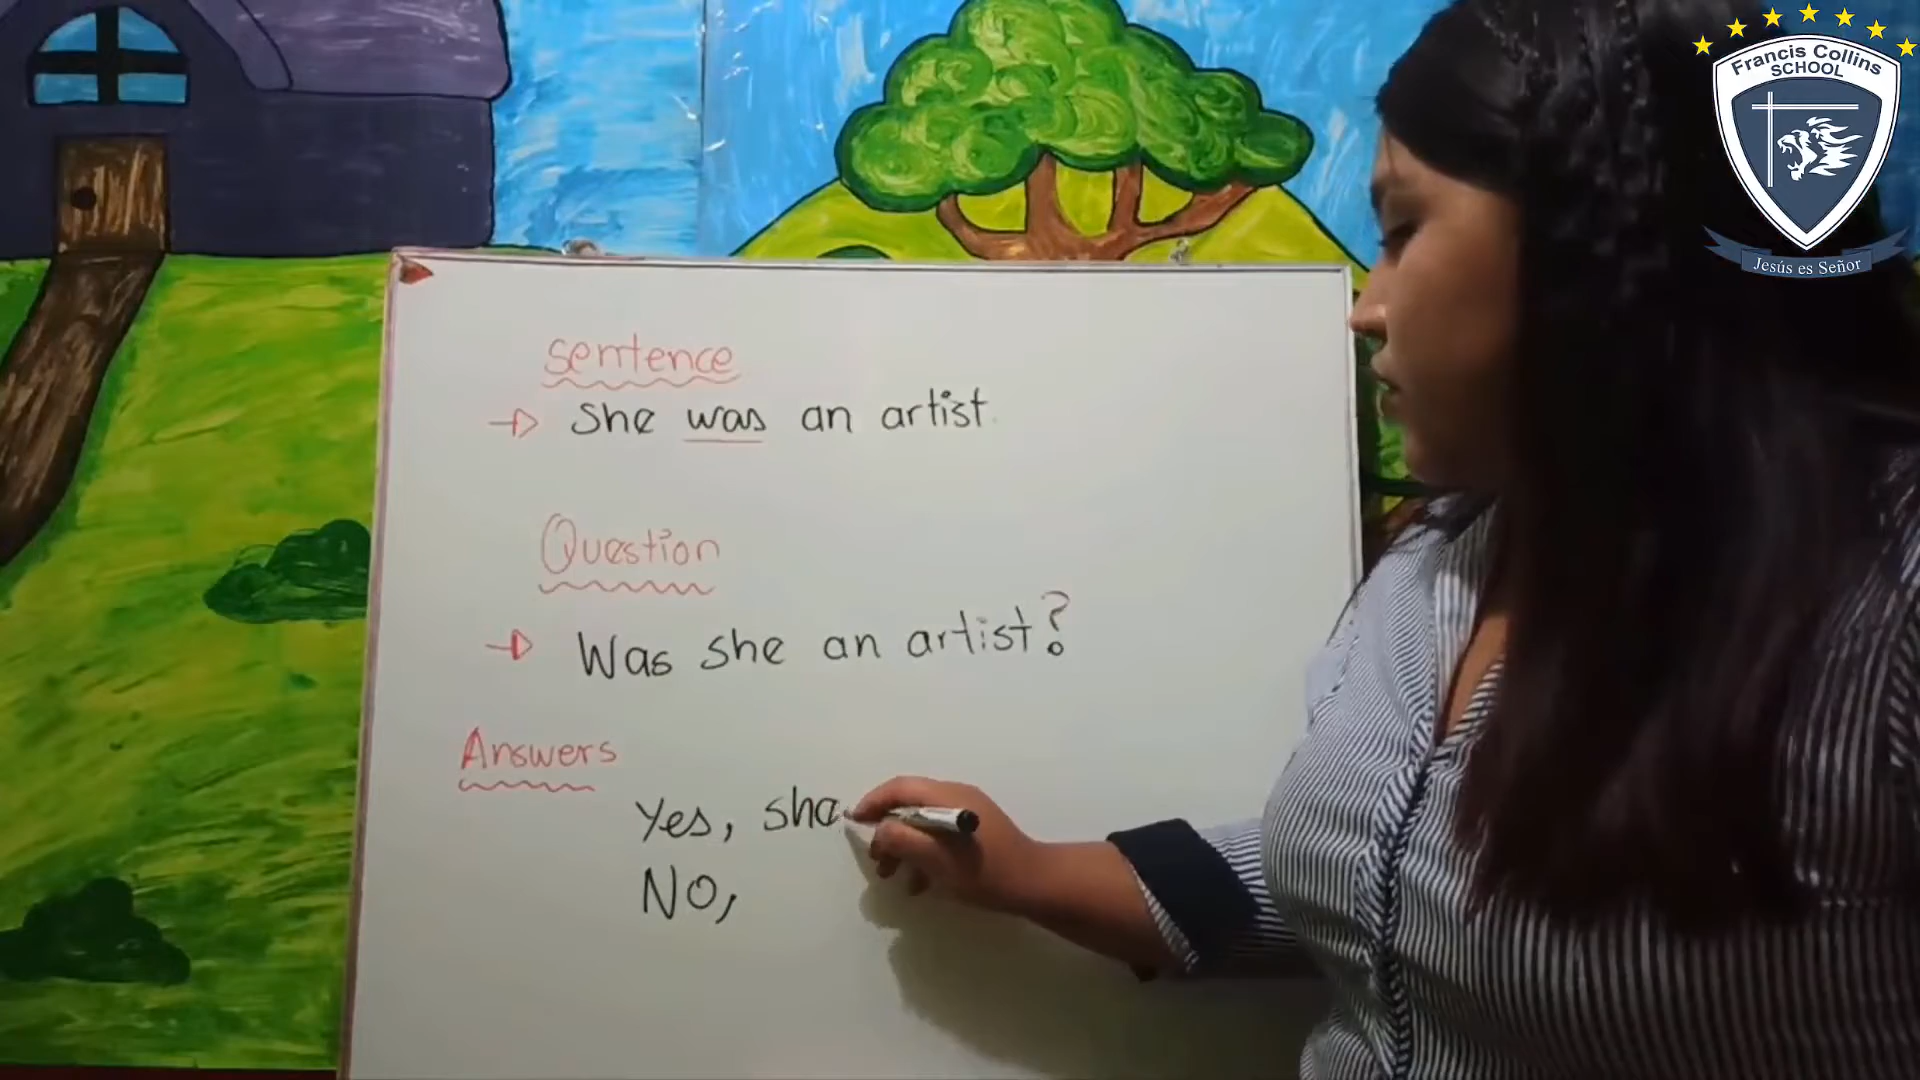 Francis Collins
SCHOOL
Jesús es Señor
sentence
She was an artist.
Question
Was she an artist?
Answers
Yes, she
No,